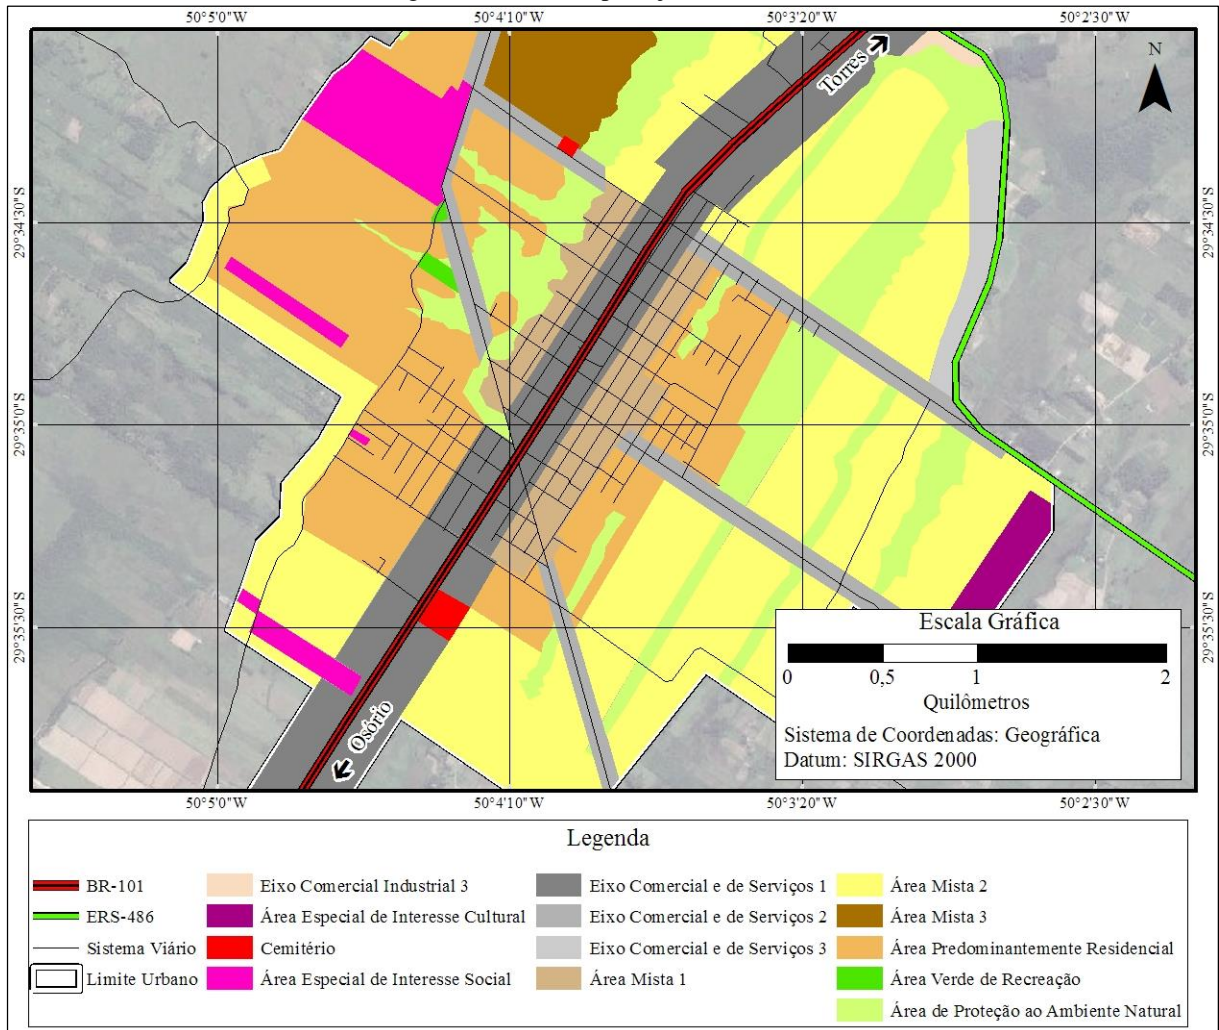 50°5'0"W 50°4'10"W 50°3'20"W 50°2'30"W
N
Torres
29°34'30"S 29°34'30"S
29°35'0"S 29°35'0"S
29°35'30"S 29°35'30"S
Osório
Escala Gráfica
0 0,5 1 2
Quilômetros
Sistema de Coordenadas: Geográfica
Datum: SIRGAS 2000
50°5'0"W 50°4'10"W 50°3'20"W 50°2'30"W
Legenda
BR-101
ERS-486
Sistema Viário
Limite Urbano
Eixo Comercial Industrial 3
Área Especial de Interesse Cultural
Cemitério
Área Especial de Interesse Social
Eixo Comercial e de Serviços 1
Eixo Comercial e de Serviços 2
Eixo Comercial e de Serviços 3
Área Mista 1
Área Mista 2
Área Mista 3
Área Predominantemente Residencial
Área Verde de Recreação
Área de Proteção ao Ambiente Natural